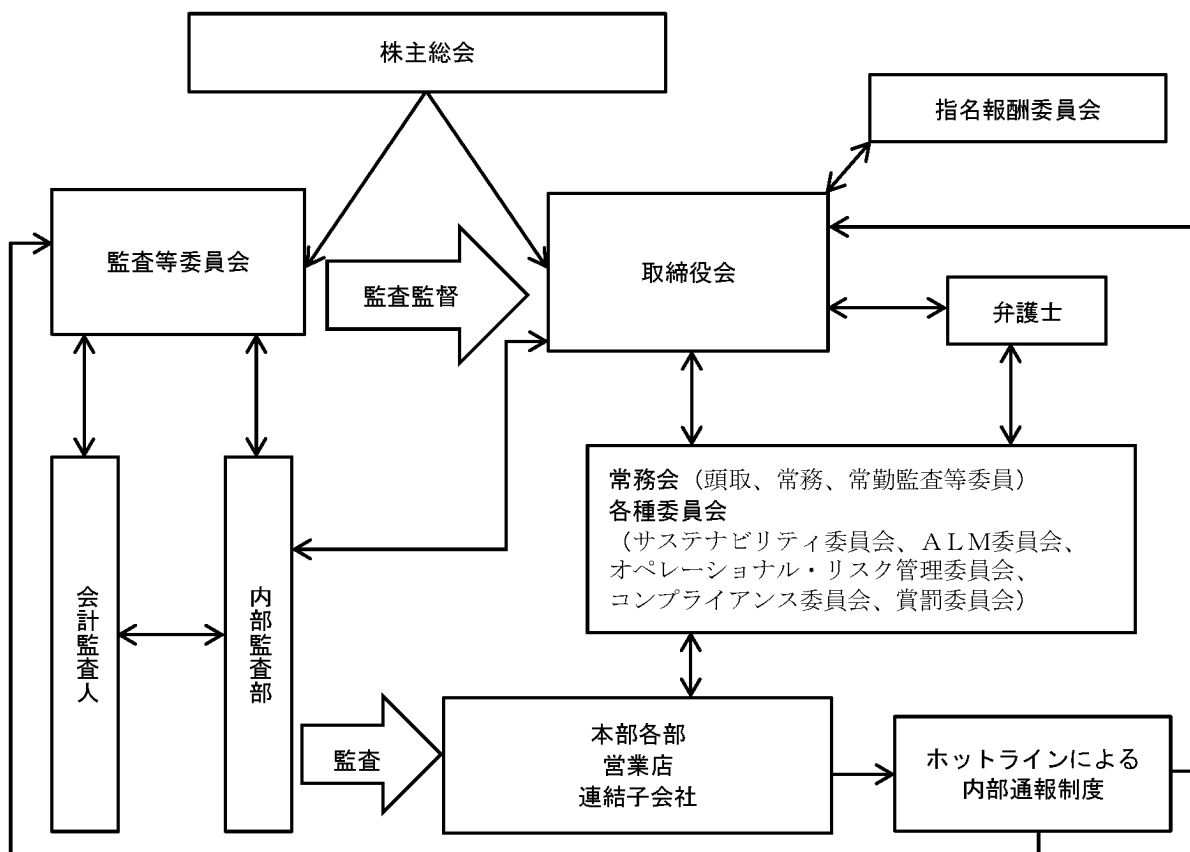 株主総会
指名報酬委員会
監査等委員会
監査監督
取締役会
弁護士
常務会（頭取、常務、常勤監査等委員）
各種委員会
（サステナビリティ委員会、ＡＬＭ委員会、
オペレーショナル・リスク管理委員会、
コンプライアンス委員会、賞罰委員会）
会計監査人
内部監査部
監査
本部各部
営業店
連結子会社
ホットラインによる
内部通報制度